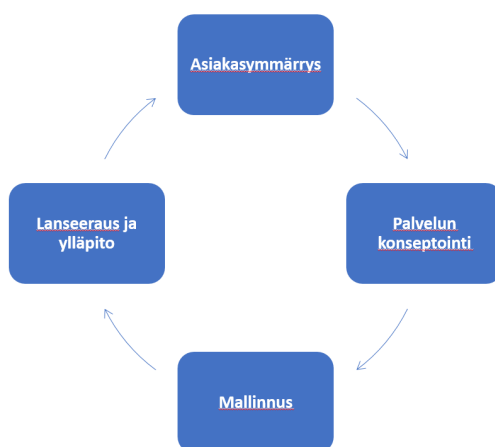 Asiakasymmärrys
Palvelun
konseptointi
Mallinnus
Lanseeraus ja
ylläpito